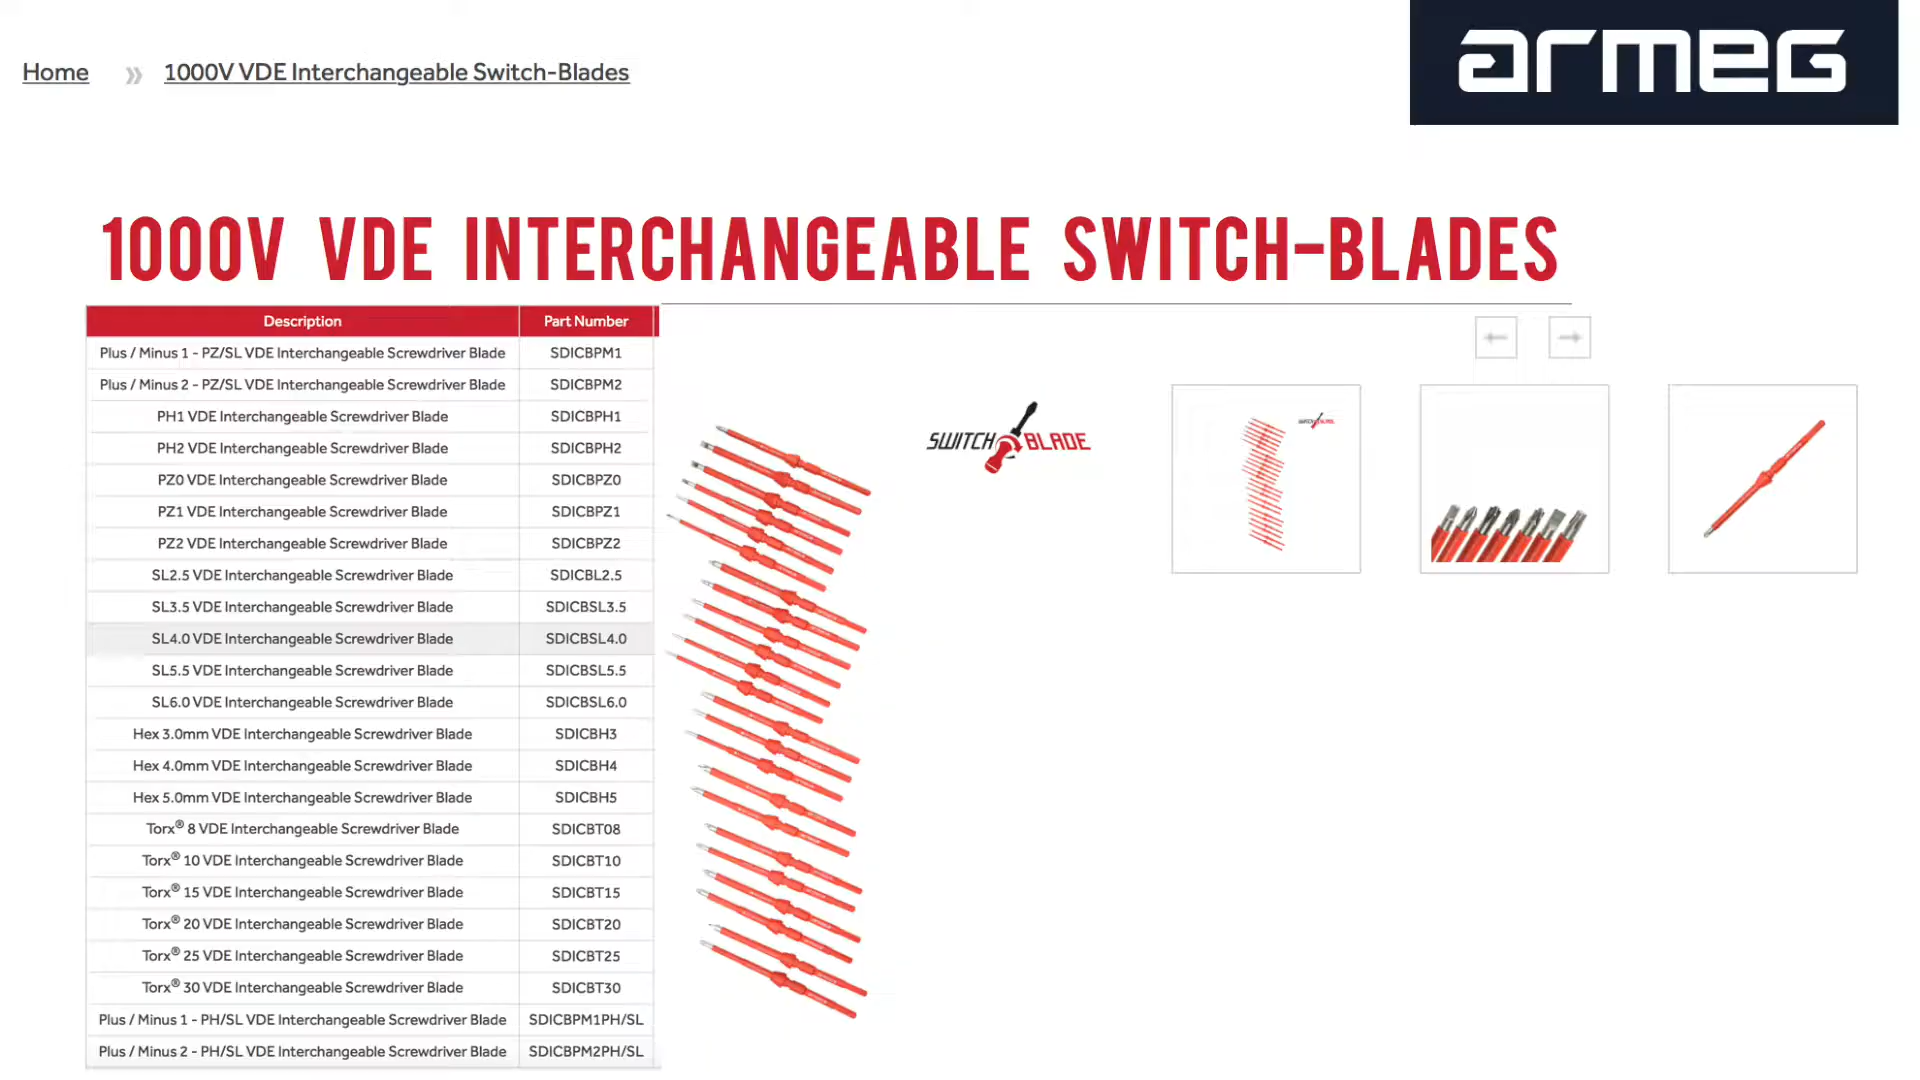 Home » 1000V VDE Interchangeable Switch-Blades
ARMEG
1000V VDE INTERCHANGEABLE SWITCH-BLADES
Description Part Number
Plus / Minus 1 - PZ/SL VDE Interchangeable Screwdriver Blade SDICBPM1
Plus / Minus 2 - PZ/SL VDE Interchangeable Screwdriver Blade SDICBPM2
PH1 VDE Interchangeable Screwdriver Blade SDICBPH1
PH2 VDE Interchangeable Screwdriver Blade SDICBPH2
PZ0 VDE Interchangeable Screwdriver Blade SDICBPZ0
PZ1 VDE Interchangeable Screwdriver Blade SDICBPZ1
PZ2 VDE Interchangeable Screwdriver Blade SDICBPZ2
SL2.5 VDE Interchangeable Screwdriver Blade SDICBL2.5
SL3.5 VDE Interchangeable Screwdriver Blade SDICBSL3.5
SL4.0 VDE Interchangeable Screwdriver Blade SDICBSL4.0
SL5.5 VDE Interchangeable Screwdriver Blade SDICBSL5.5
SL6.0 VDE Interchangeable Screwdriver Blade SDICBSL6.0
Hex 3.0mm VDE Interchangeable Screwdriver Blade SDICBH3
Hex 4.0mm VDE Interchangeable Screwdriver Blade SDICBH4
Hex 5.0mm VDE Interchangeable Screwdriver Blade SDICBH5
Torx® 8 VDE Interchangeable Screwdriver Blade SDICBT08
Torx® 10 VDE Interchangeable Screwdriver Blade SDICBT10
Torx® 15 VDE Interchangeable Screwdriver Blade SDICBT15
Torx® 20 VDE Interchangeable Screwdriver Blade SDICBT20
Torx® 25 VDE Interchangeable Screwdriver Blade SDICBT25
Torx® 30 VDE Interchangeable Screwdriver Blade SDICBT30
Plus / Minus 1 - PH/SL VDE Interchangeable Screwdriver Blade SDICBPM1PH/SL
Plus / Minus 2 - PH/SL VDE Interchangeable Screwdriver Blade SDICBPM2PH/SL
SWITCH BLADE